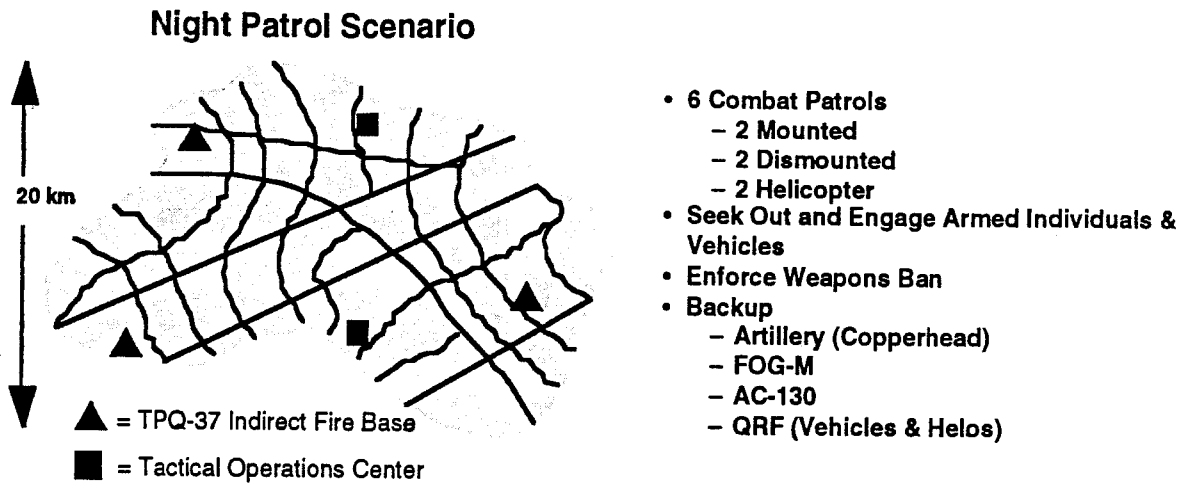 Night Patrol Scenario
20 km
▲ = TPQ-37 Indirect Fire Base
■ = Tactical Operations Center
• 6 Combat Patrols
– 2 Mounted
– 2 Dismounted
– 2 Helicopter
• Seek Out and Engage Armed Individuals &
Vehicles
• Enforce Weapons Ban
• Backup
– Artillery (Copperhead)
– FOG-M
– AC-130
– QRF (Vehicles & Helos)